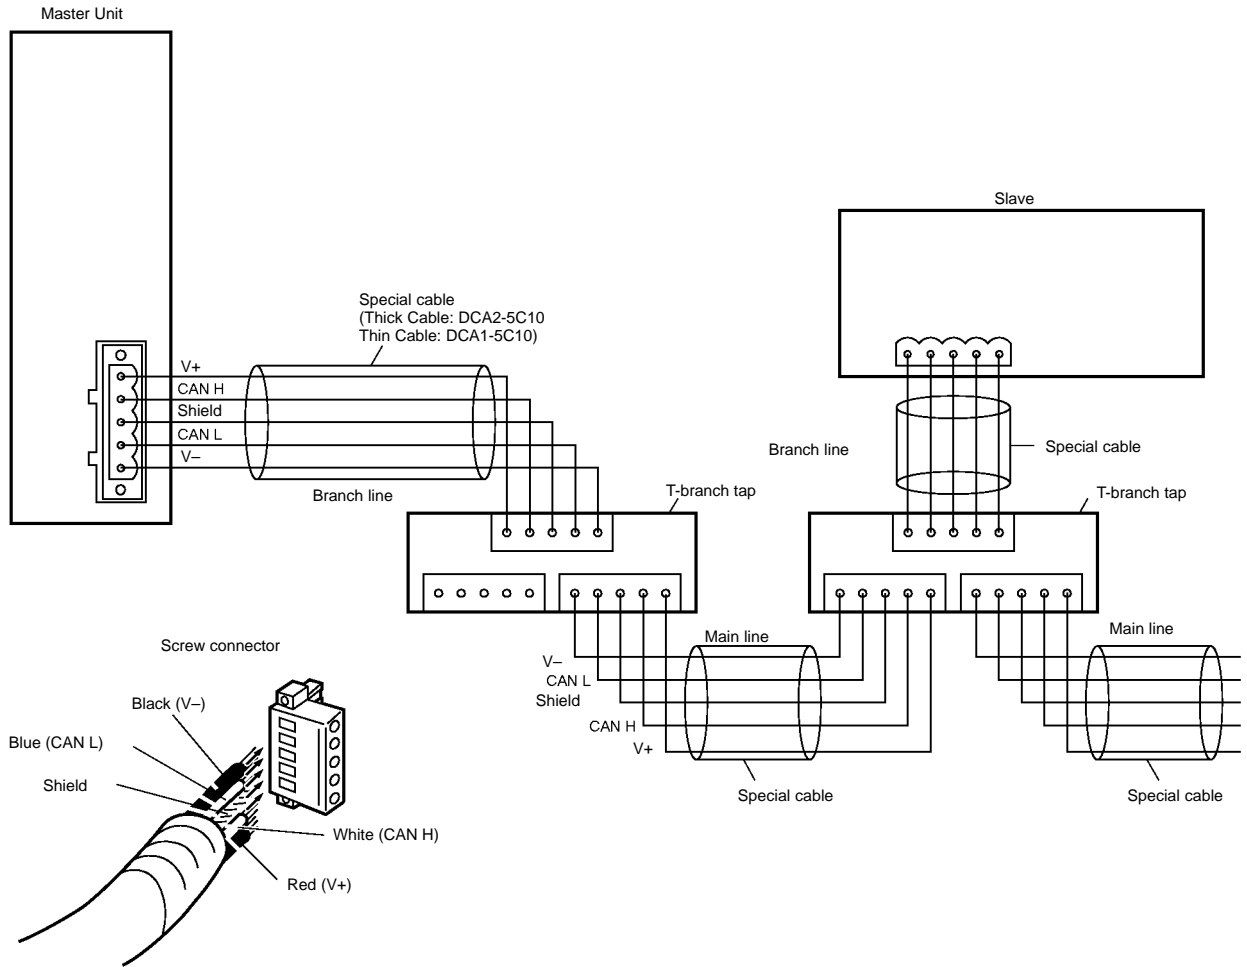 Master Unit
Slave
Special cable
(Thick Cable: DCA2-5C10
Thin Cable: DCA1-5C10)
V+
CAN H
Shield
CAN L
V–
Branch line
T-branch tap
Branch line
Special cable
T-branch tap
Main line
V–
CAN L
Shield
CAN H
V+
Special cable
Main line
Special cable
Screw connector
Black (V–)
Blue (CAN L)
Shield
White (CAN H)
Red (V+)